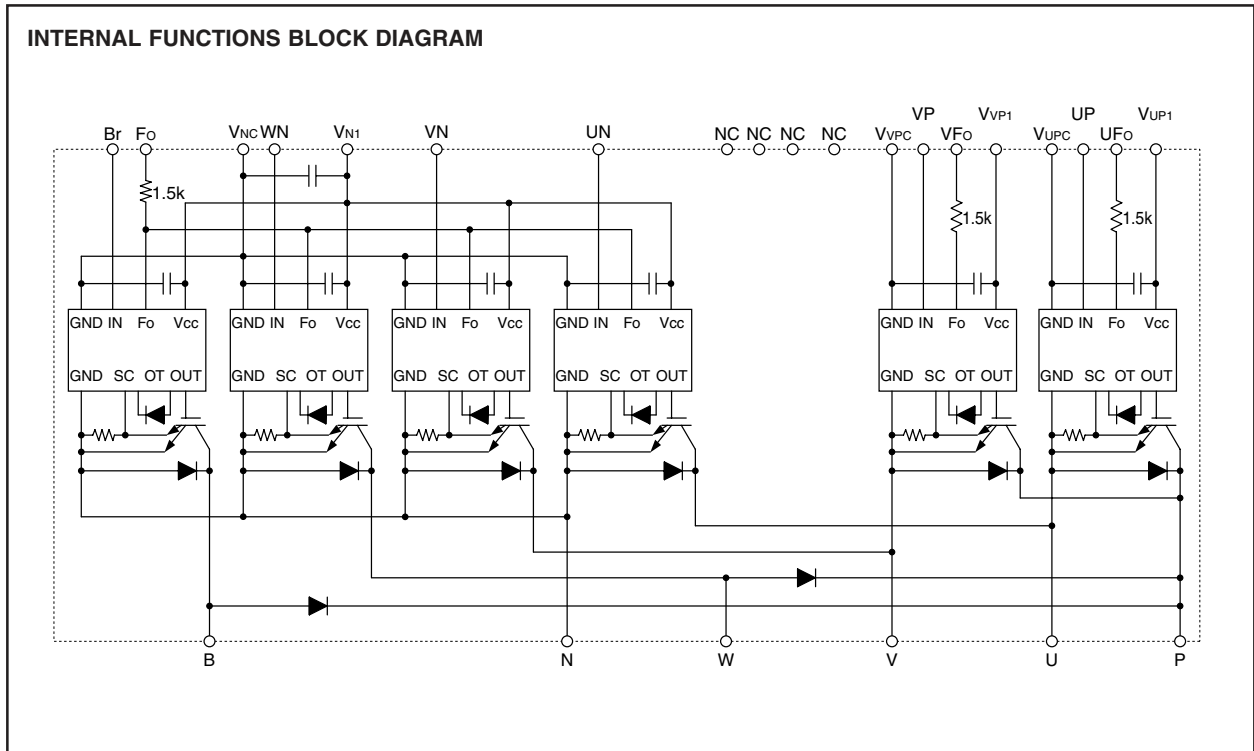 INTERNAL FUNCTIONS BLOCK DIAGRAM
VP VVP1 UP VUP1
Br FO VNC WN VN1 VN UN NC NC NC NC VVPC VFO VUPC UFO
1.5k 1.5k 1.5k
GND IN FO VCC GND IN FO VCC GND IN FO VCC GND IN FO VCC GND IN FO VCC GND IN FO VCC
GND SC OT OUT GND SC OT OUT GND SC OT OUT GND SC OT OUT GND SC OT OUT GND SC OT OUT
B N W V U P